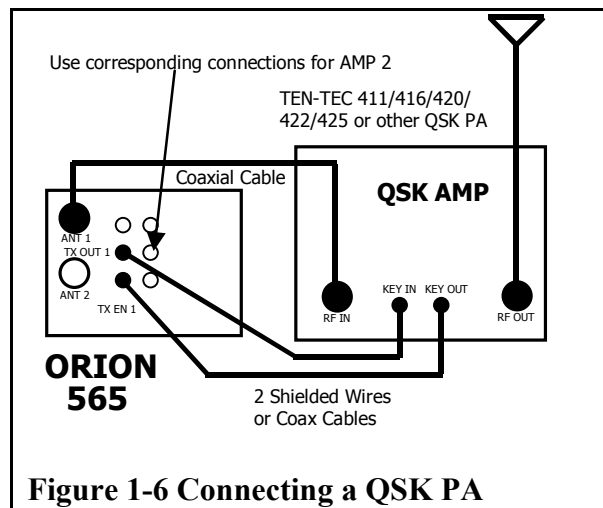 Use corresponding connections for AMP 2
TEN-TEC 411/416/420/
422/425 or other QSK PA
Coaxial Cable
QSK AMP
ANT 1
TX OUT 1
ANT 2
TX EN 1
KEY IN
KEY OUT
RF IN
RF OUT
ORION
565
2 Shielded Wires
or Coax Cables
Figure 1-6 Connecting a QSK PA